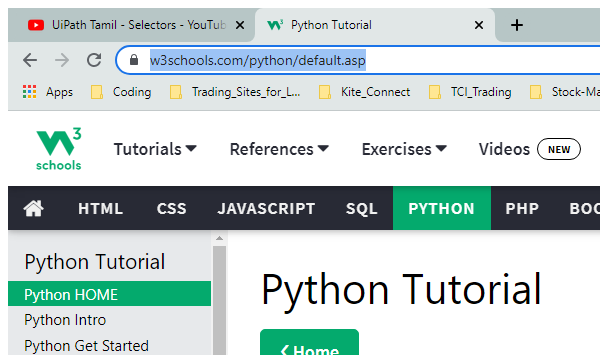 UiPath Tamil - Selectors - YouTub
Python Tutorial
w3schools.com/python/default.asp
Apps Coding Trading_Sites_for_L... Kite_Connect TCI_Trading Stock-Ma
W3 schools Tutorials References Exercises Videos NEW
HTML CSS JAVASCRIPT SQL PYTHON PHP BOO
Python Tutorial
Python HOME
Python Intro
Python Get Started
Python Tutorial
❮ Home